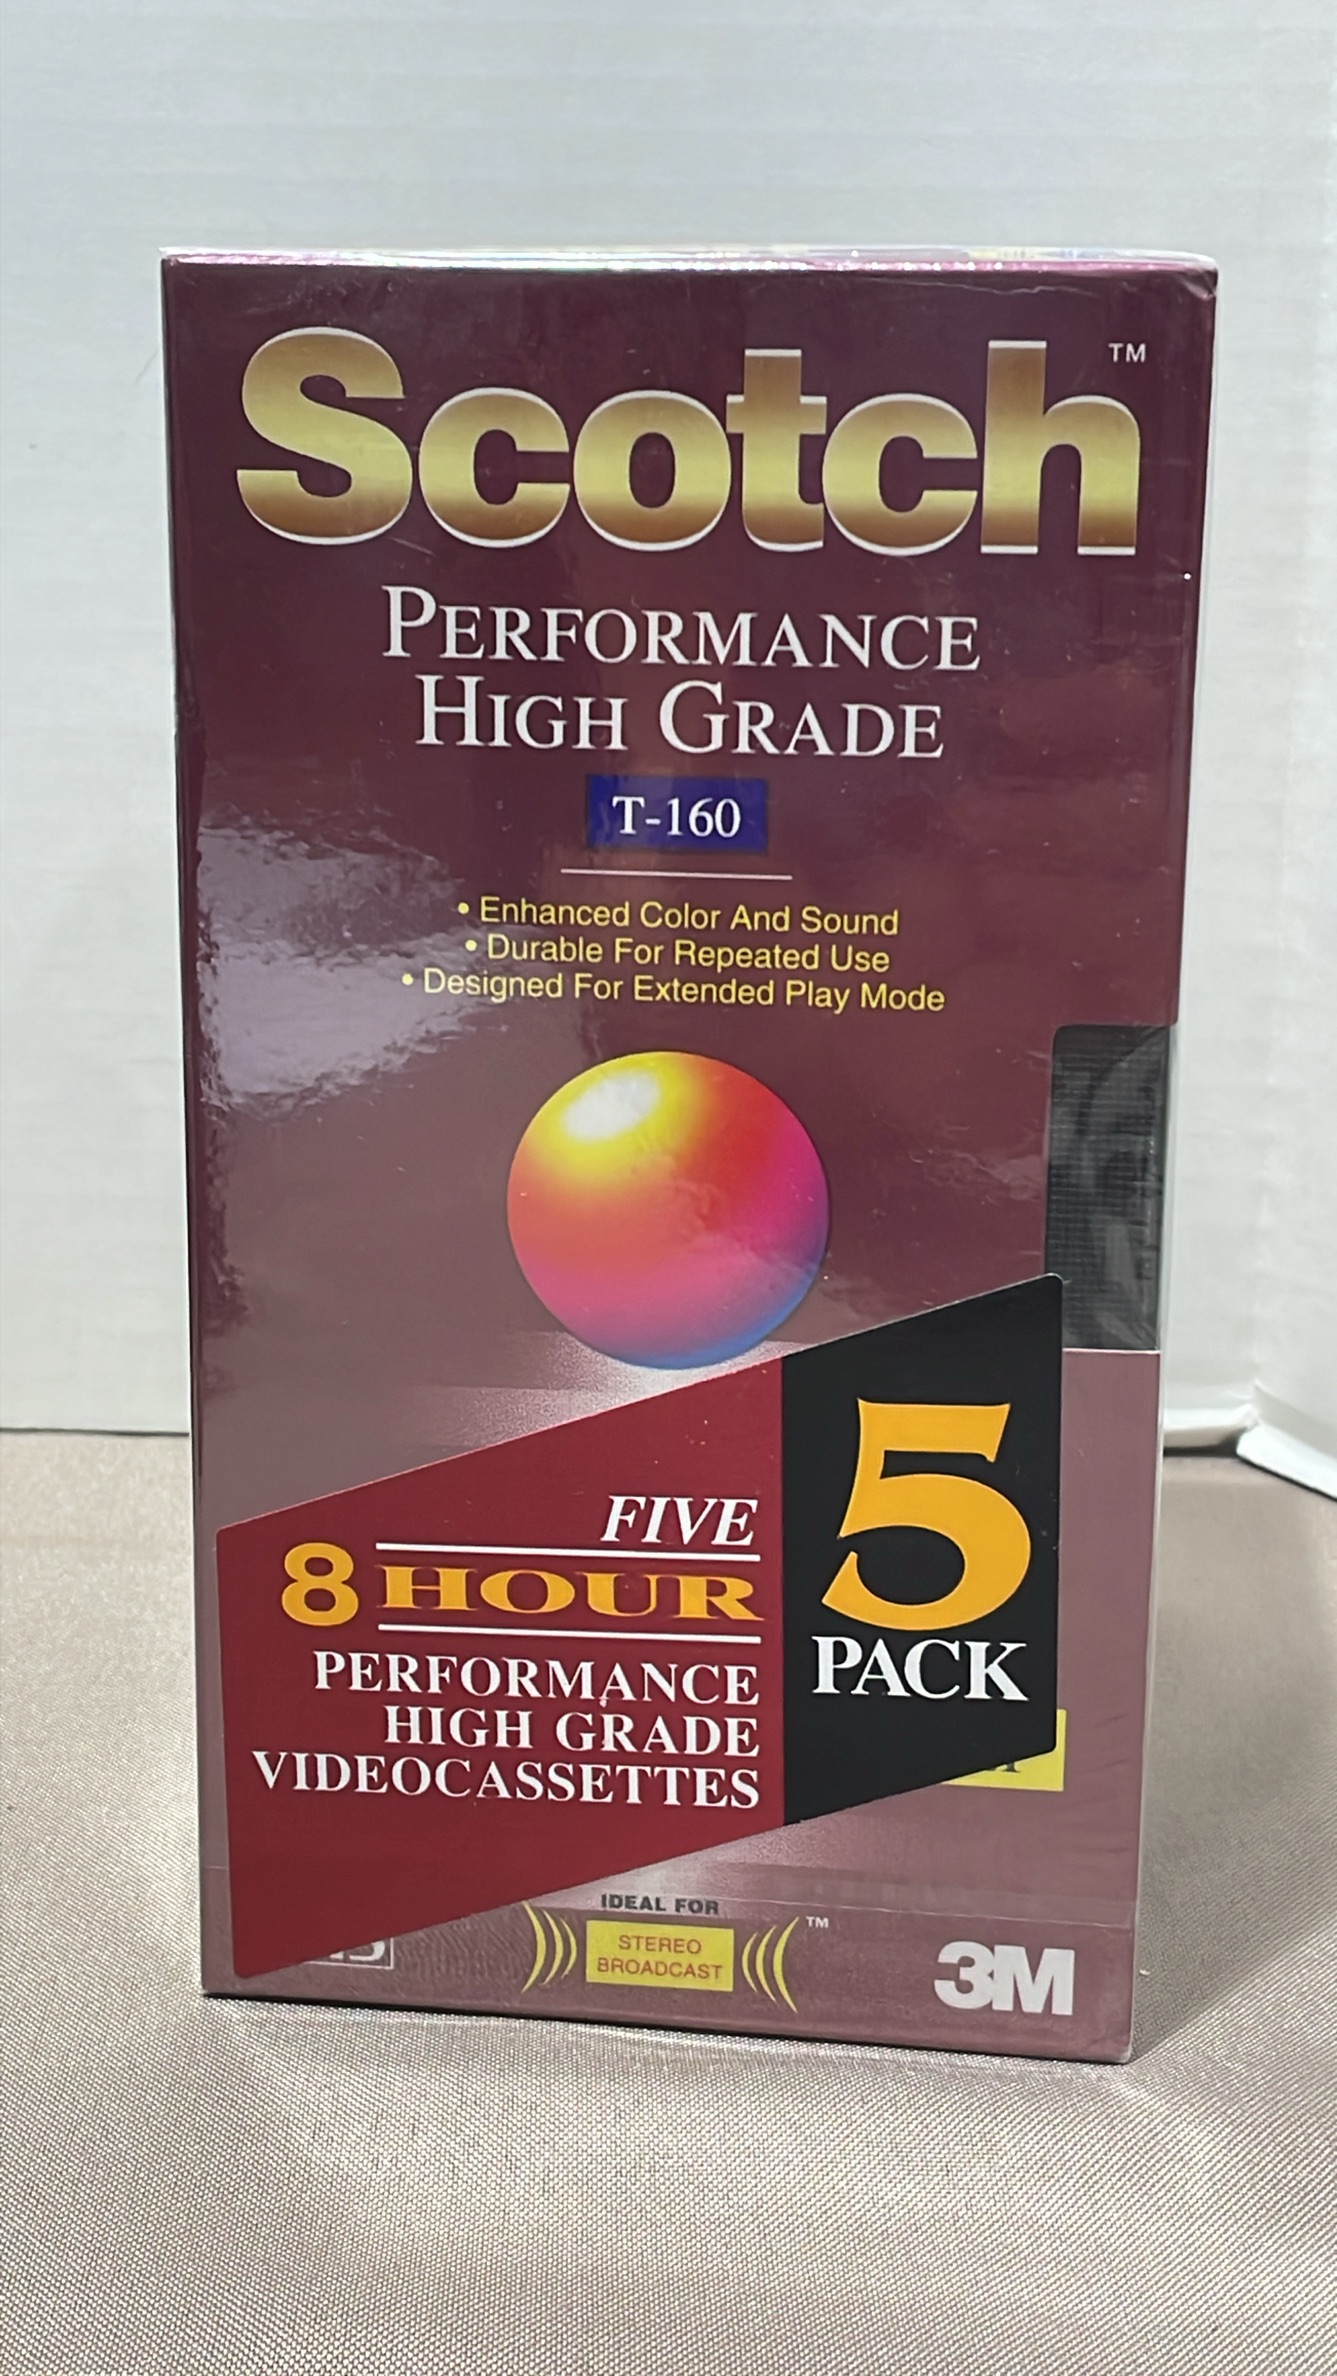 Scotch™
PERFORMANCE
HIGH GRADE
T-160
• Enhanced Color And Sound
• Durable For Repeated Use
• Designed For Extended Play Mode
FIVE
8 HOUR
PERFORMANCE
HIGH GRADE
VIDEOCASSETTES
5
PACK
IDEAL FOR
STEREO
BROADCAST
™
3M